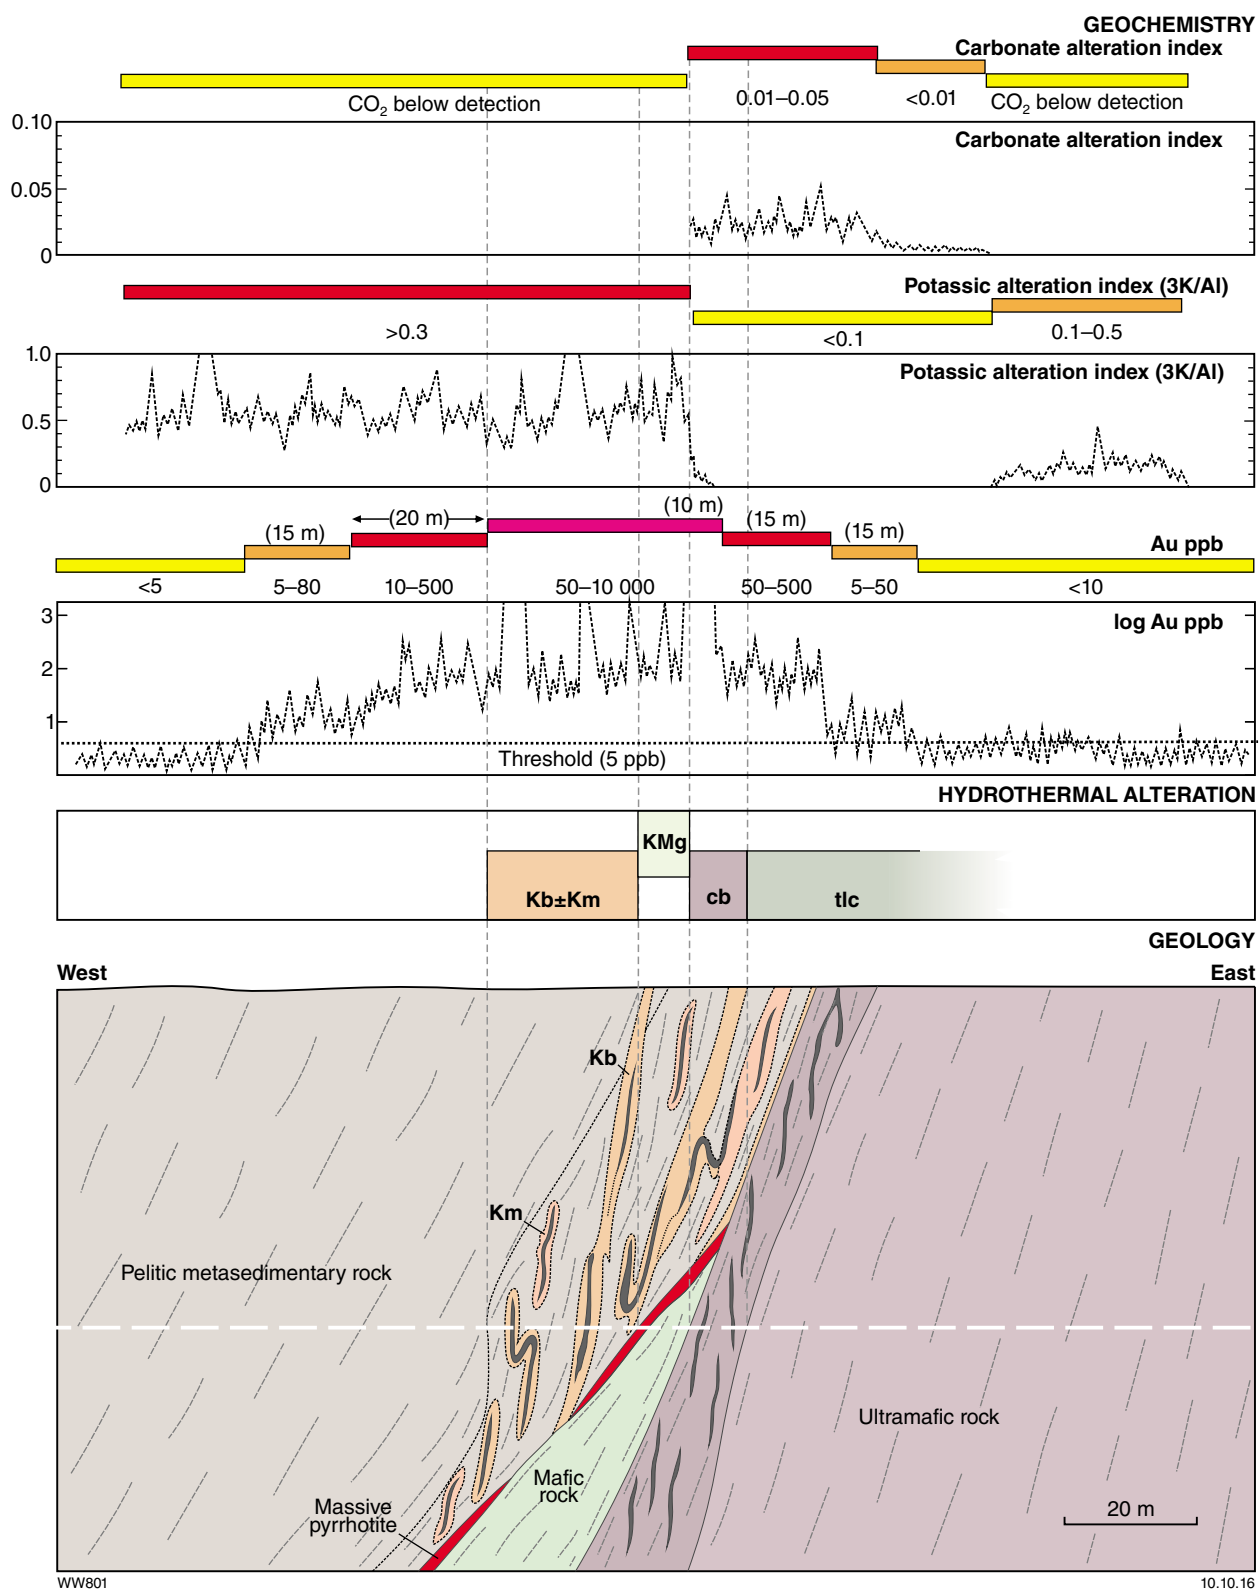 GEOCHEMISTRY
Carbonate alteration index
0.01–0.05
<0.01
CO₂ below detection
CO₂ below detection
0.10
0.05
0
Carbonate alteration index
Potassic alteration index (3K/Al)
>0.3
<0.1
0.1–0.5
1.0
0.5
0
Potassic alteration index (3K/Al)
(15 m)
(20 m)
(10 m)
(15 m)
(15 m)
Au ppb
<5
5–80
10–500
50–10 000
50–500
5–50
<10
3
2
1
log Au ppb
Threshold (5 ppb)
HYDROTHERMAL ALTERATION
KMg
Kb±Km
cb
tlc
GEOLOGY
West
East
Kb
Km
Pelitic metasedimentary rock
Ultramafic rock
Mafic
rock
Massive
pyrrhotite
20 m
WW801
10.10.16